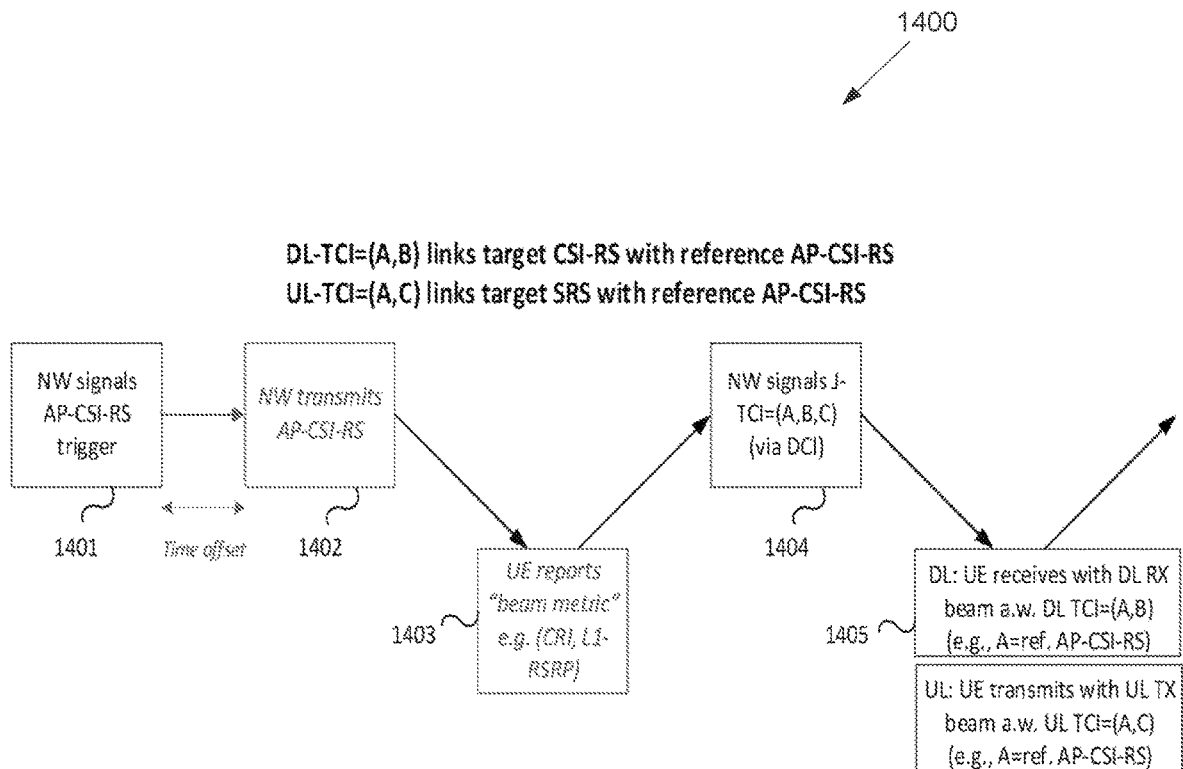 1400
DL-TCI=(A,B) links target CSI-RS with reference AP-CSI-RS
UL-TCI=(A,C) links target SRS with reference AP-CSI-RS
NW signals
AP-CSI-RS
trigger
1401
Time offset
NW transmits
AP-CSI-RS
1402
UE reports
“beam metric”
e.g. (CRI, L1-
RSRP)
1403
NW signals J-
TCI=(A,B,C)
(via DCI)
1404
DL: UE receives with DL RX
beam a.w. DL TCI=(A,B)
(e.g., A=ref. AP-CSI-RS)
1405
UL: UE transmits with UL TX
beam a.w. UL TCI=(A,C)
(e.g., A=ref. AP-CSI-RS)